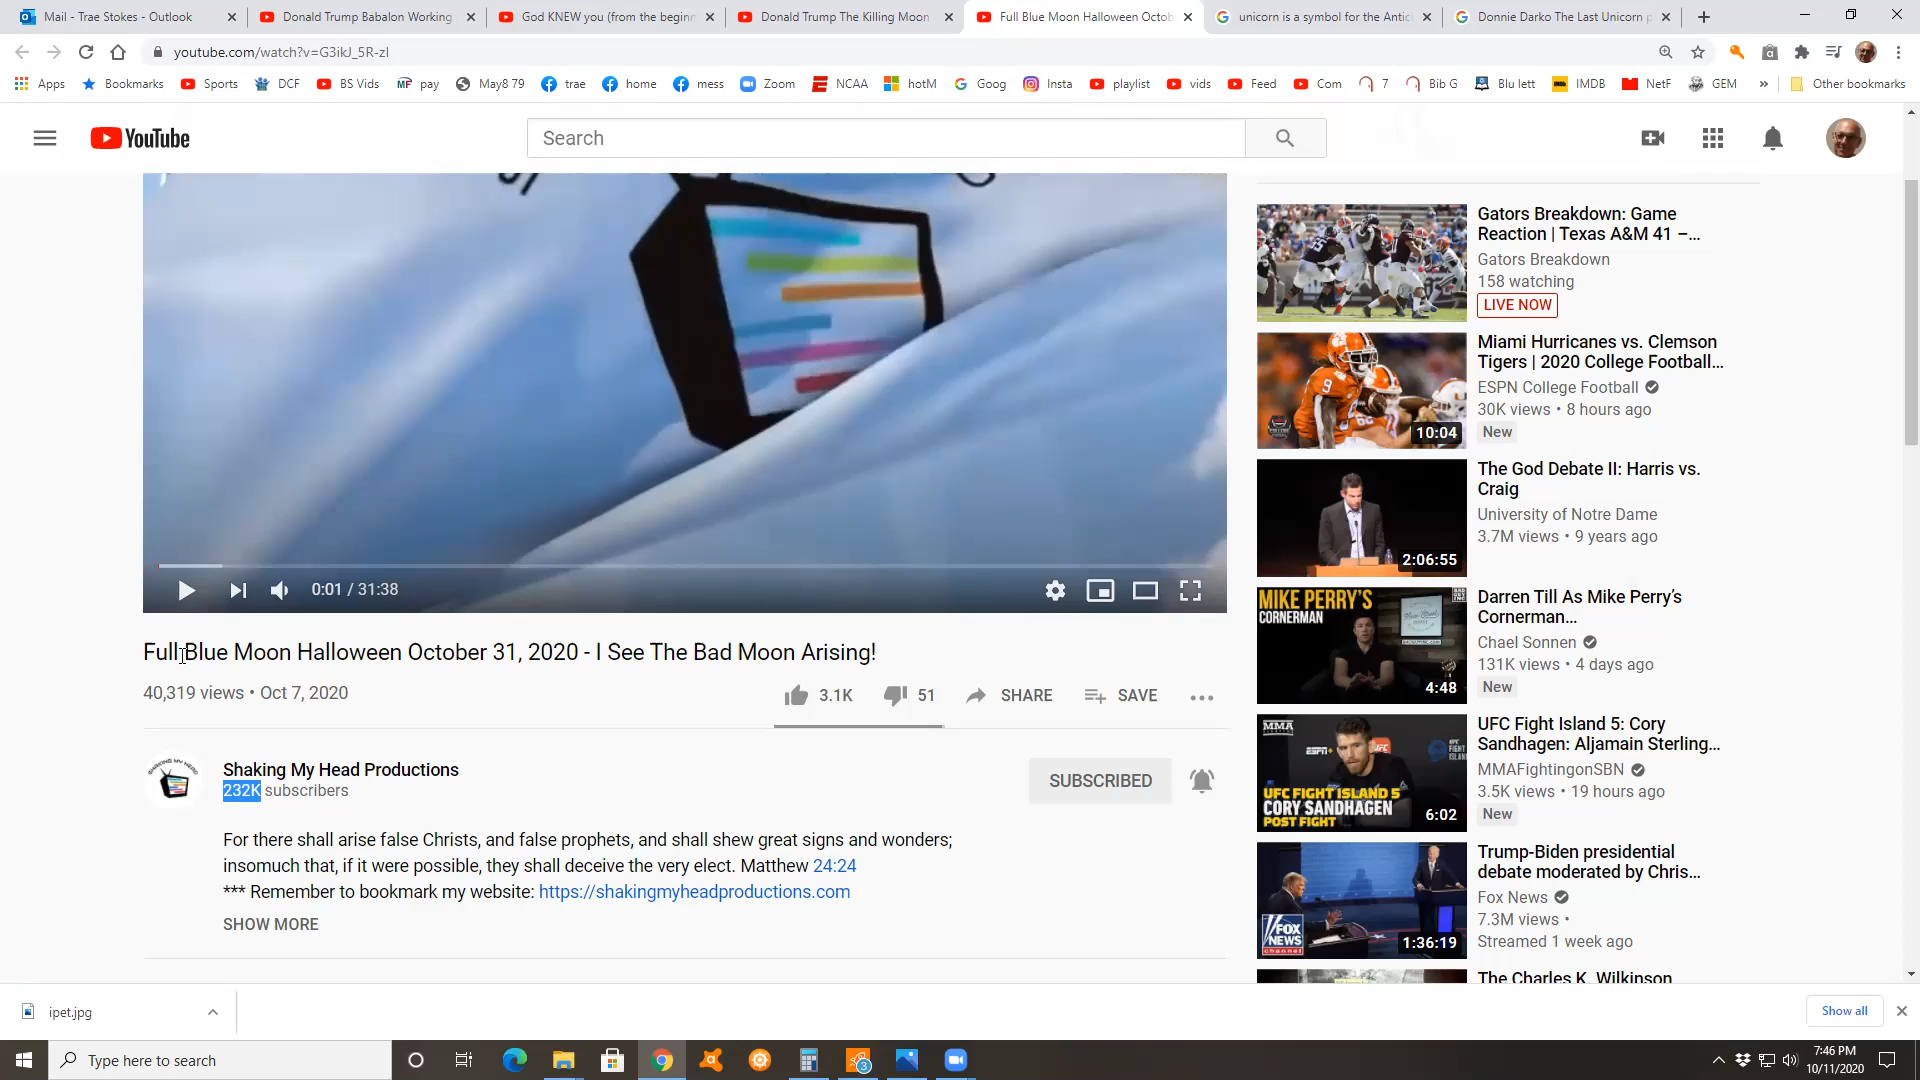 Mail - Trae Stokes - Outlook
Donald Trump Babalon Working
God KNEW you (from the beginn
Donald Trump The Killing Moon
Full Blue Moon Halloween Octob
unicorn is a symbol for the Antic
Donnie Darko The Last Unicorn p
youtube.com/watch?v=G3ikJ_5R-zI
Apps
Bookmarks
Sports
DCF
BS Vids
MF pay
May8 79
trae
home
mess
Zoom
NCAA
hotM
Goog
Insta
playlist
vids
Feed
Com
7
Bib G
Blu lett
IMDB
NetF
GEM
»
Other bookmarks
YouTube
Search
0:01 / 31:38
Full Blue Moon Halloween October 31, 2020 - I See The Bad Moon Arising!
40,319 views • Oct 7, 2020
3.1K
51
SHARE
SAVE
SHAKING MY HEAD
Shaking My Head Productions
232K subscribers
SUBSCRIBED
For there shall arise false Christs, and false prophets, and shall shew great signs and wonders;
insomuch that, if it were possible, they shall deceive the very elect. Matthew 24:24
*** Remember to bookmark my website: https://shakingmyheadproductions.com
SHOW MORE
Gators Breakdown: Game
Reaction | Texas A&M 41 –...
Gators Breakdown
158 watching
LIVE NOW
10:04
Miami Hurricanes vs. Clemson
Tigers | 2020 College Football...
ESPN College Football
30K views • 8 hours ago
New
2:06:55
The God Debate II: Harris vs.
Craig
University of Notre Dame
3.7M views • 9 years ago
MIKE PERRY'S
CORNERMAN
4:48
Darren Till As Mike Perry's
Cornerman...
Chael Sonnen
131K views • 4 days ago
New
MMA
FIGHTING
ESPN+
UFC
UFC FIGHT ISLAND 5
CORY SANDHAGEN
POST FIGHT
6:02
UFC Fight Island 5: Cory
Sandhagen: Aljamain Sterling...
MMAFightingonSBN
3.5K views • 19 hours ago
New
FOX
NEWS
channel
1:36:19
Trump-Biden presidential
debate moderated by Chris...
Fox News
7.3M views •
Streamed 1 week ago
The Charles K. Wilkinson
ipet.jpg
Show all
Type here to search
3
7:46 PM
10/11/2020